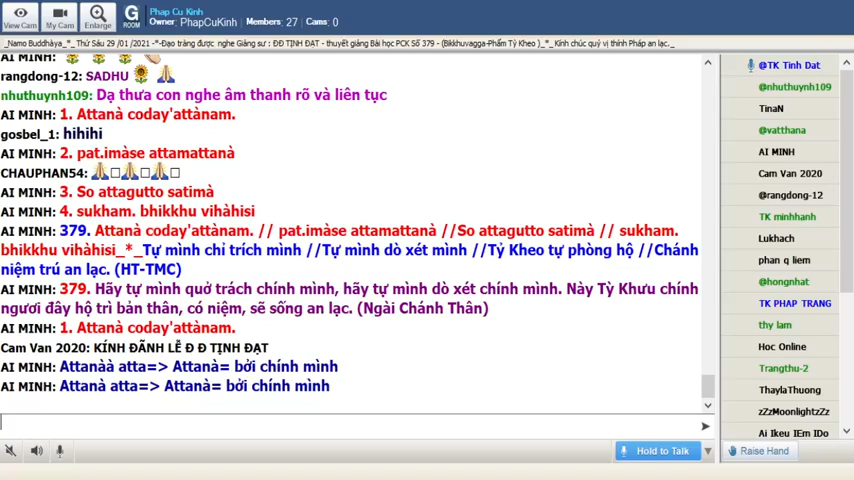 Phap Cu Kinh
Owner: PhapCuKinh Members: 27 Cams: 0
View Cam
My Cam
Enlarge
G
ROOM
_Namo Buddhàya_*_ Thứ Sáu 29 /01/2021 -*-Đạo tràng được nghe Giảng sư : ĐĐ TỊNH ĐẠT - thuyết giảng Bài học PCK Số 379 - (Bikkhuvagga-Phẩm Tỳ Kheo )_*_ Kính chúc quý vị thính Pháp an lạc._
AI MINH:
rangdong-12: SADHU
nhuthuynh109: Dạ thưa con nghe âm thanh rõ và liên tục
AI MINH: 1. Attanà coday'attànam.
gosbel_1: hihihi
AI MINH: 2. pat.imàse attamattanà
CHAUPHAN54:
AI MINH: 3. So attagutto satimà
AI MINH: 4. sukham. bhikkhu vihàhisi
AI MINH: 379. Attanà coday'attànam. // pat.imàse attamattanà //So attagutto satimà // sukham.
bhikkhu vihàhisi_*_Tự mình chỉ trích mình //Tự mình dò xét mình //Tỷ Kheo tự phòng hộ //Chánh
niệm trú an lạc. (HT-TMC)
AI MINH: 379. Hãy tự mình quở trách chính mình, hãy tự mình dò xét chính mình. Này Tỳ Khưu chính
ngươi đây hộ trì bản thân, có niệm, sẽ sống an lạc. (Ngài Chánh Thân)
AI MINH: 1. Attanà coday'attànam.
Cam Van 2020: KÍNH ĐÃNH LỄ Đ Đ TỊNH ĐẠT
AI MINH: Attanàà atta=> Attanà= bởi chính mình
AI MINH: Attanà atta=> Attanà= bởi chính mình
@TK Tinh Dat
@nhuthuynh109
TinaN
@vatthana
AI MINH
Cam Van 2020
@rangdong-12
TK minhhanh
Lukhach
phan q liem
@hongnhat
TK PHAP TRANG
thy lam
Hoc Online
Trangthu-2
ThaylaThuong
zZzMoonlightzZz
Ai Ikeu IEm IDo
Hold to Talk
Raise Hand